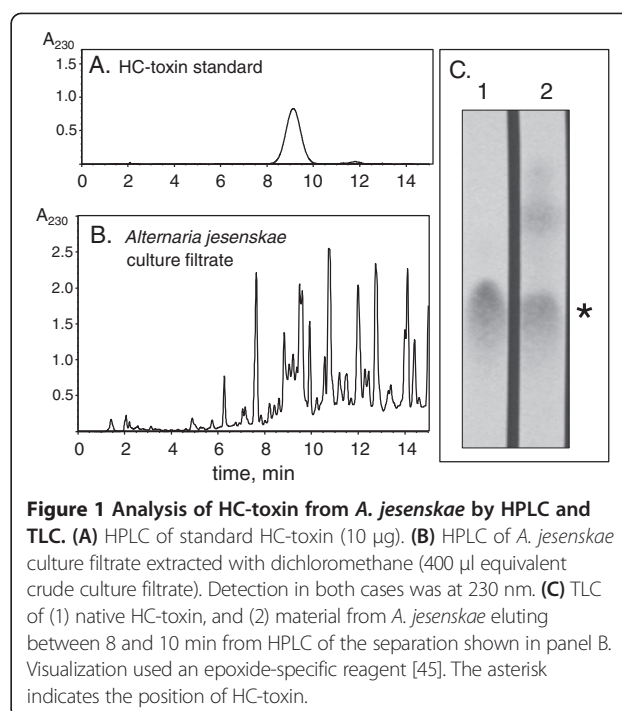 A₂₃₀
1.5
A. HC-toxin standard
1.0
0.5
0 2 4 6 8 10 12 14
A₂₃₀
2.5
B. Alternaria jesenskae
culture filtrate
2.0
1.5
1.0
0.5
0 2 4 6 8 10 12 14
time, min
C.
1 2
*
Figure 1 Analysis of HC-toxin from A. jesenskae by HPLC and
TLC. (A) HPLC of standard HC-toxin (10 μg). (B) HPLC of A. jesenskae
culture filtrate extracted with dichloromethane (400 μl equivalent
crude culture filtrate). Detection in both cases was at 230 nm. (C) TLC
of (1) native HC-toxin, and (2) material from A. jesenskae eluting
between 8 and 10 min from HPLC of the separation shown in panel B.
Visualization used an epoxide-specific reagent [45]. The asterisk
indicates the position of HC-toxin.